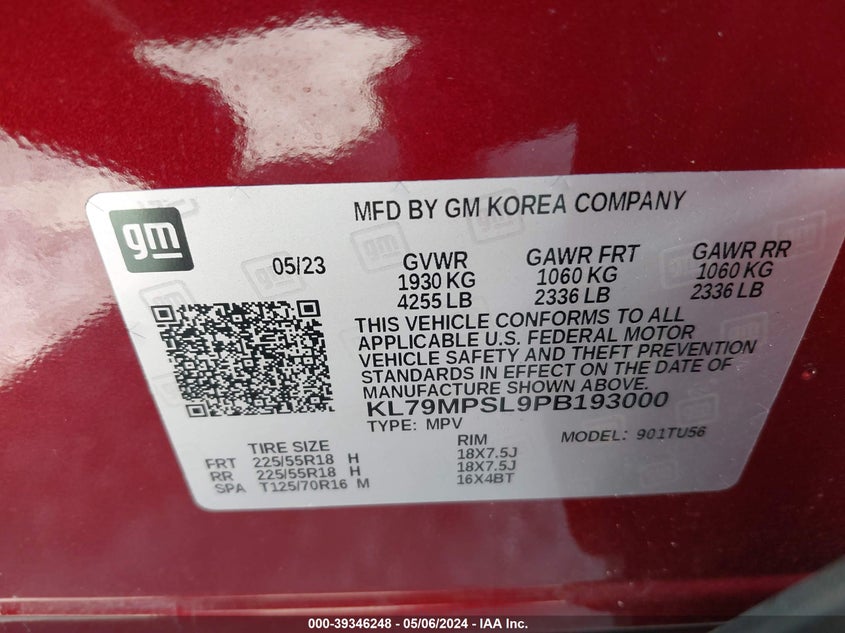 MFD BY GM KOREA COMPANY
gm
05/23
GVWR GAWR FRT GAWR RR
1930 KG 1060 KG 1060 KG
4255 LB 2336 LB 2336 LB
THIS VEHICLE CONFORMS TO ALL
APPLICABLE U.S. FEDERAL MOTOR
VEHICLE SAFETY AND THEFT PREVENTION
STANDARDS IN EFFECT ON THE DATE OF
MANUFACTURE SHOWN ABOVE.
KL79MPSL9PB193000
TYPE: MPV MODEL: 901TU56
TIRE SIZE RIM
FRT 225/55R18 H 18X7.5J
RR 225/55R18 H 18X7.5J
SPA T125/70R16 M 16X4BT
000-39346248 - 05/06/2024 - IAA Inc.